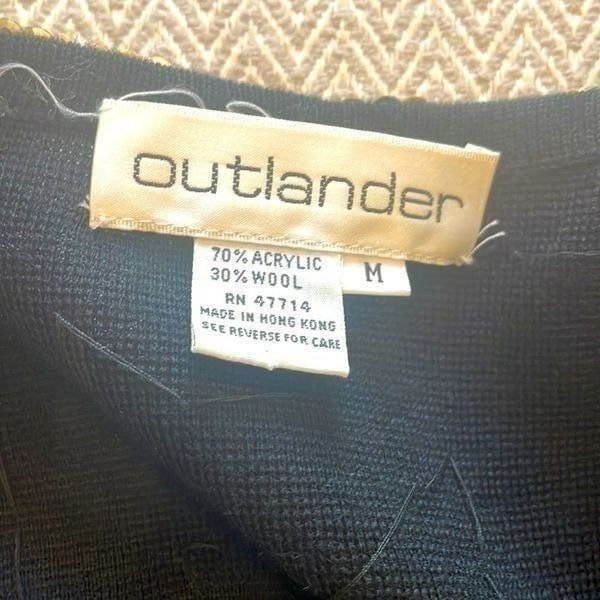 outlander
70% ACRYLIC
30% WOOL
RN 47714
MADE IN HONG KONG
SEE REVERSE FOR CARE
M